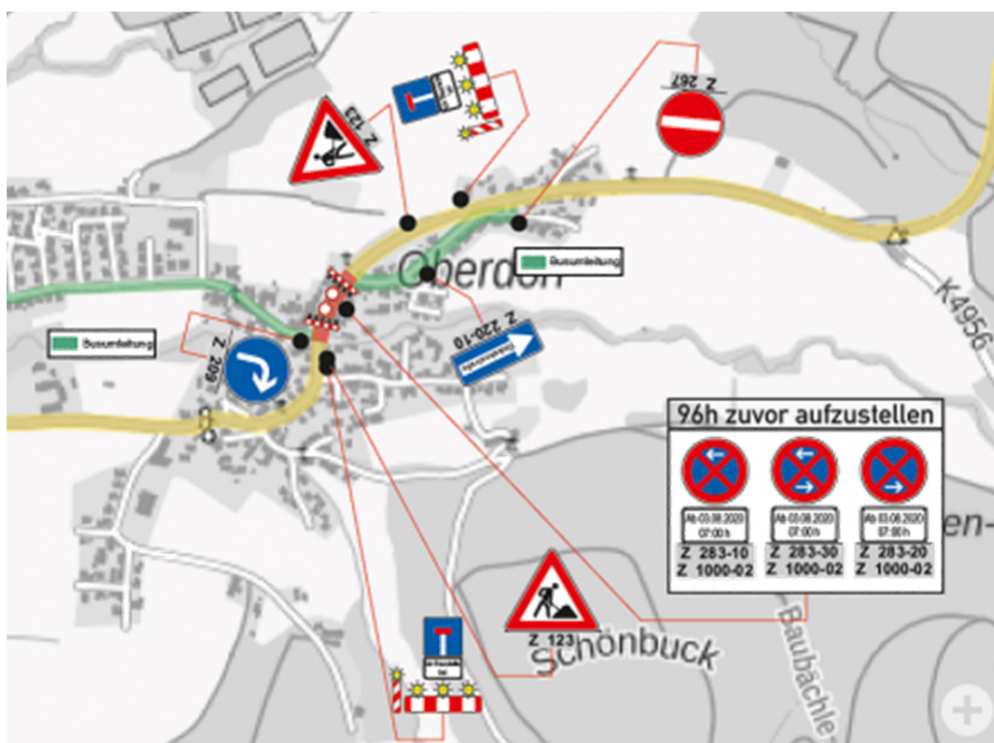 Z 123
Z 267
Oberdorf
Busumleitung
Z 220-10
Einbahnstraße
Busumleitung
Z 209
K4956
96h zuvor aufzustellen
Ab 03.08.2020
07:00 h
Z 283-10
Z 1000-02
Ab 03.08.2020
07:00 h
Z 283-30
Z 1000-02
Ab 03.08.2020
07:00 h
Z 283-20
Z 1000-02
en-
Z 123
Schönbuck
Baubächle